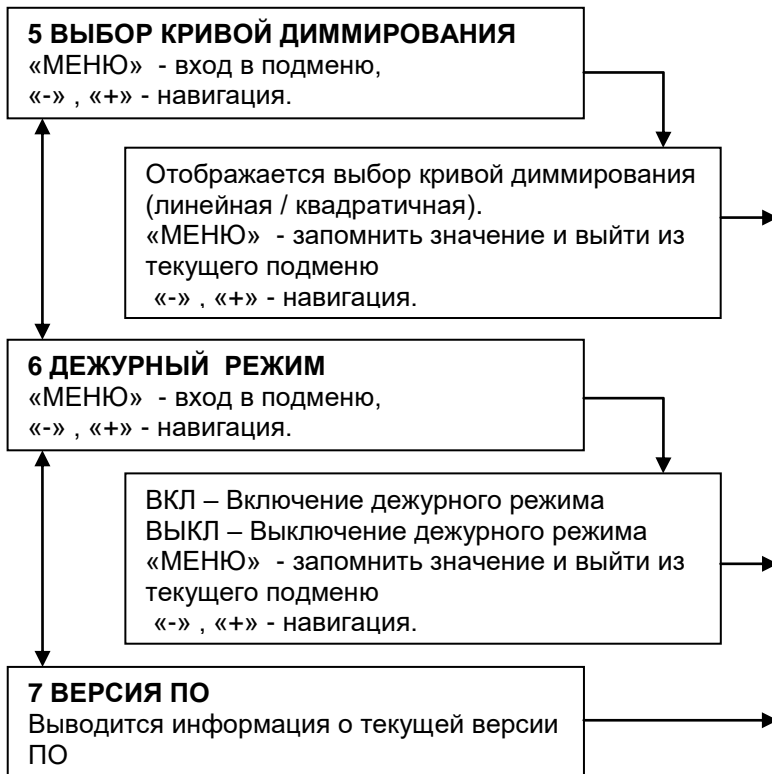 5 ВЫБОР КРИВОЙ ДИММИРОВАНИЯ
«МЕНЮ» - вход в подменю,
«-» , «+» - навигация.
Отображается выбор кривой диммирования
(линейная / квадратичная).
«МЕНЮ» - запомнить значение и выйти из
текущего подменю
«-» , «+» - навигация.
6 ДЕЖУРНЫЙ РЕЖИМ
«МЕНЮ» - вход в подменю,
«-» , «+» - навигация.
ВКЛ – Включение дежурного режима
ВЫКЛ – Выключение дежурного режима
«МЕНЮ» - запомнить значение и выйти из
текущего подменю
«-» , «+» - навигация.
7 ВЕРСИЯ ПО
Выводится информация о текущей версии
ПО